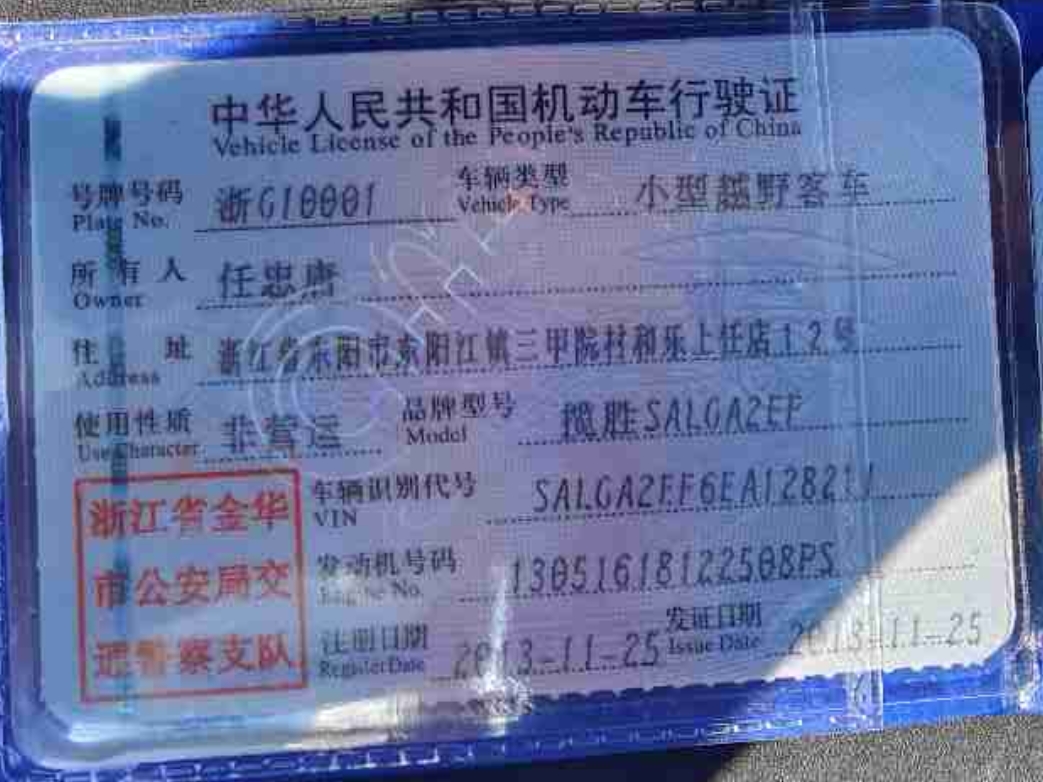 中华人民共和国机动车行驶证
Vehicle License of the People's Republic of China
号牌号码 浙G10001 车辆类型 小型越野客车
Plate No. Vehicle Type
所有人 任忠唐
Owner
住址 浙江省东阳市东阳江镇三甲院村和乐上任店12号
Address
使用性质 非营运 品牌型号 揽胜SALGA2EF
Use Character Model
浙江省金华 车辆识别代号
VIN
市公安局交 发动机号码 13051618122508PS
Engine No.
通警察支队 注册日期 2013-11-25 发证日期 2013-11-25
Register Date Issue Date